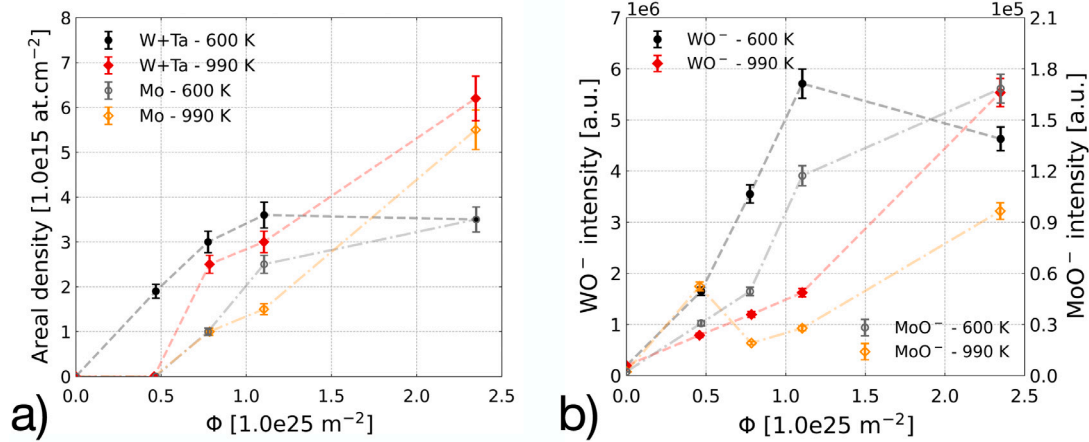 8
7
6
5
4
3
2
1
0
Areal density [1.0e15 at.cm⁻²]
W+Ta - 600 K
W+Ta - 990 K
Mo - 600 K
Mo - 990 K
0.0 0.5 1.0 1.5 2.0 2.5
Φ [1.0e25 m⁻²]
a)
1e6
7
6
5
4
3
2
1
0
WO⁻ intensity [a.u.]
WO⁻ - 600 K
WO⁻ - 990 K
MoO⁻ - 600 K
MoO⁻ - 990 K
1e5
2.1
1.8
1.5
1.2
0.9
0.6
0.3
0.0
MoO⁻ intensity [a.u.]
0.0 0.5 1.0 1.5 2.0 2.5
Φ [1.0e25 m⁻²]
b)